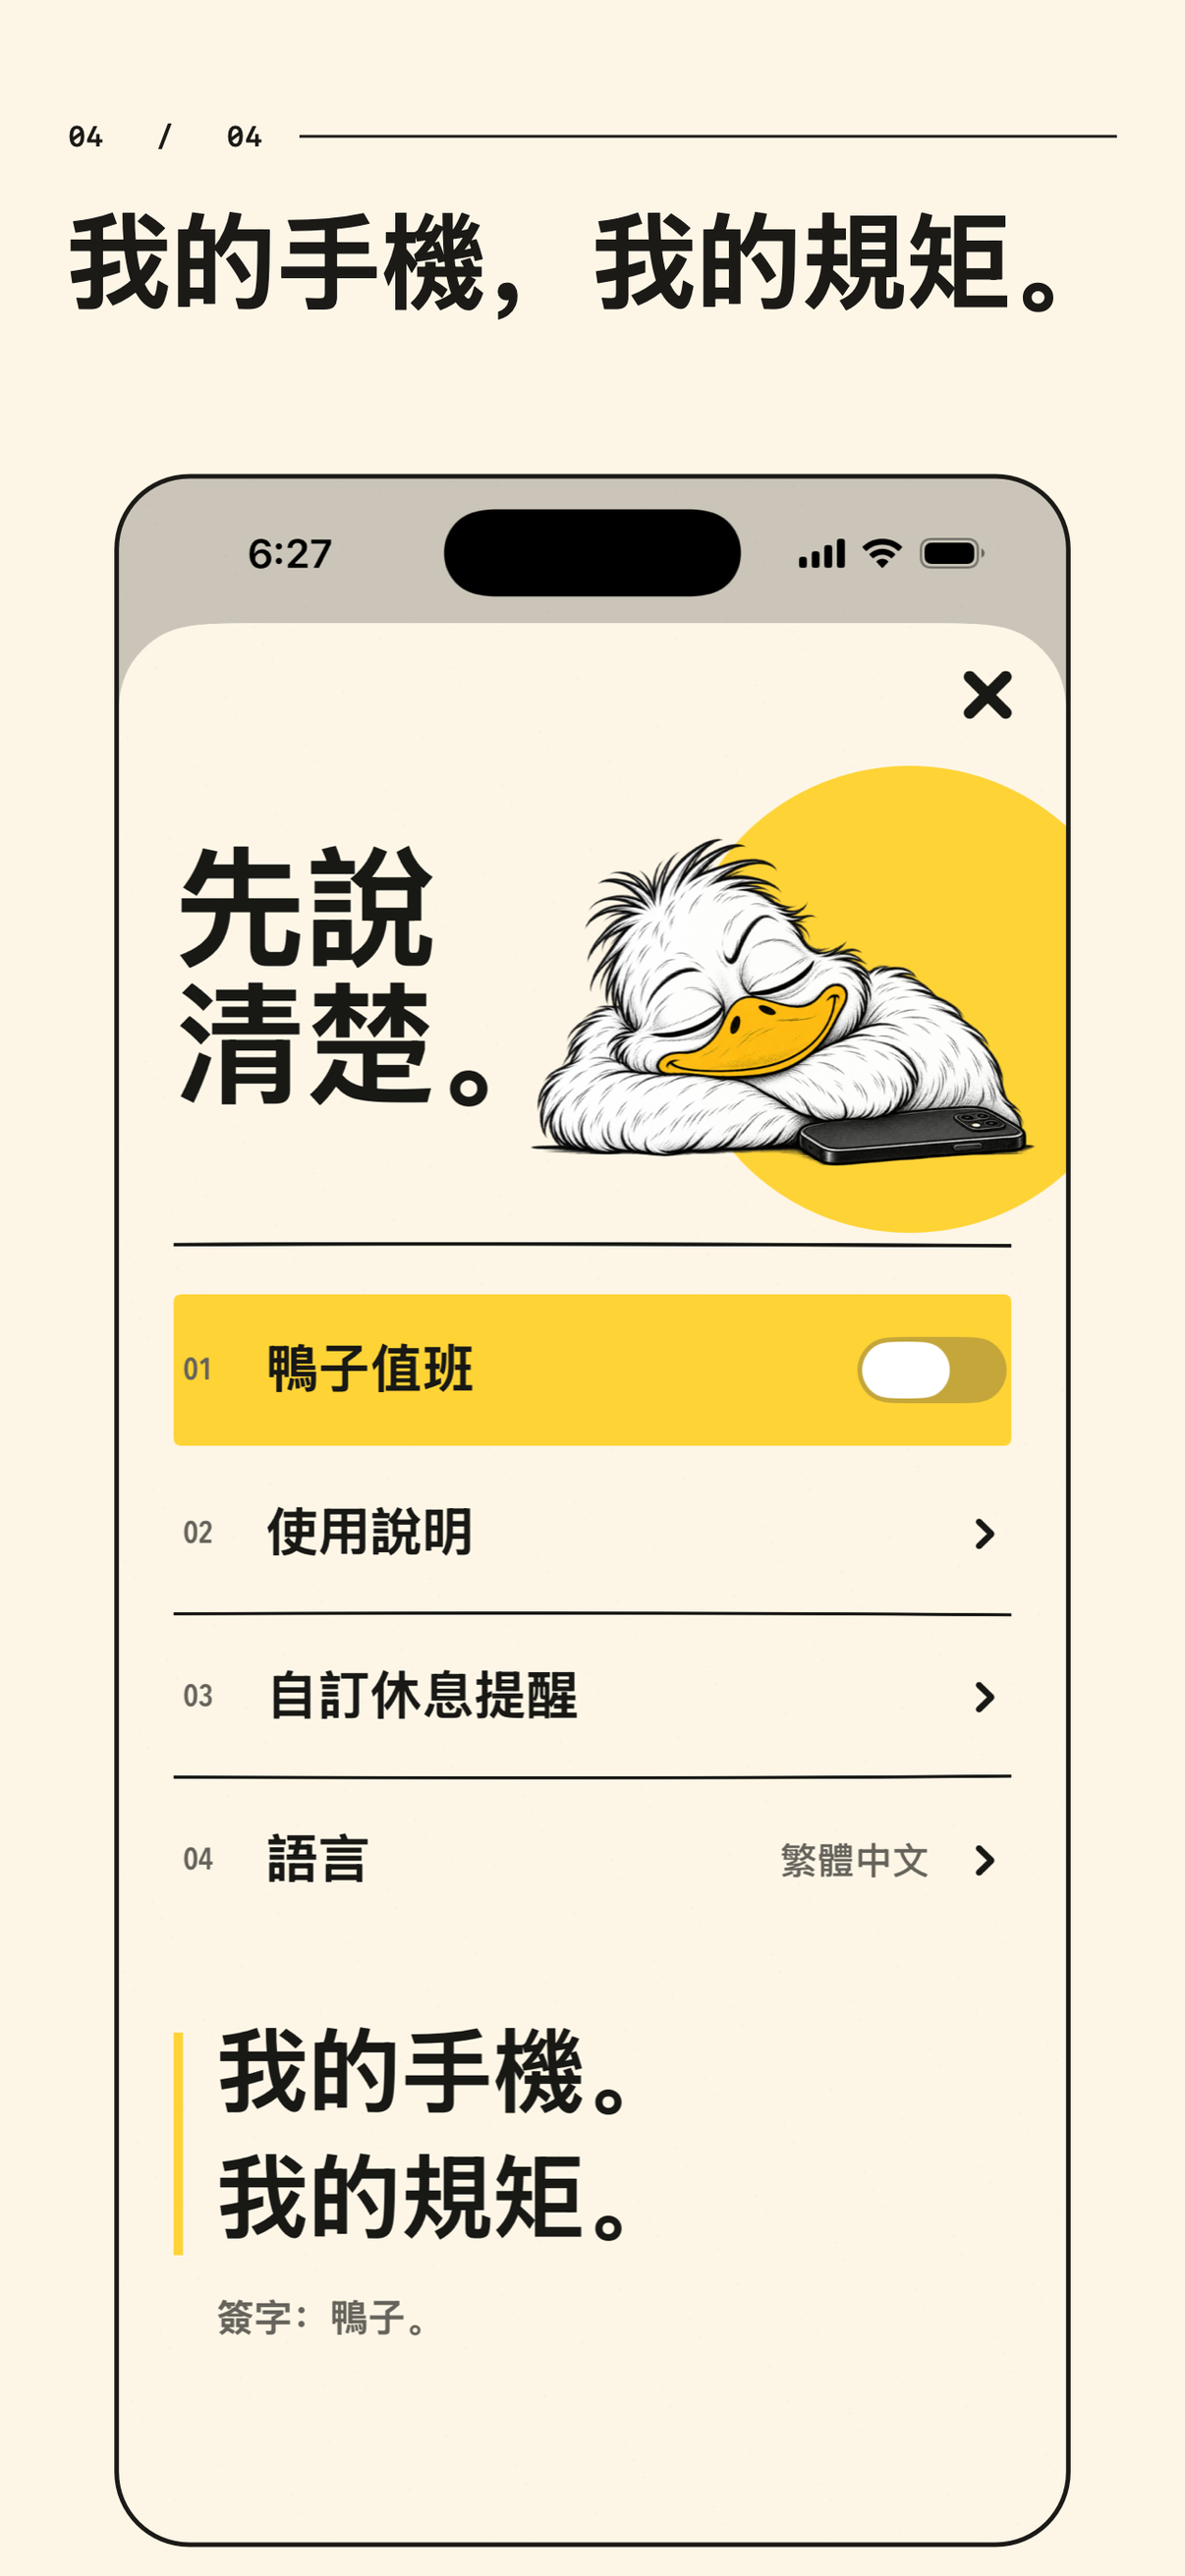 04 / 04
我的手機，我的規矩。
6:27
先說
清楚。
01 鴨子值班
02 使用說明
03 自訂休息提醒
04 語言 繁體中文
我的手機。
我的規矩。
簽字：鴨子。